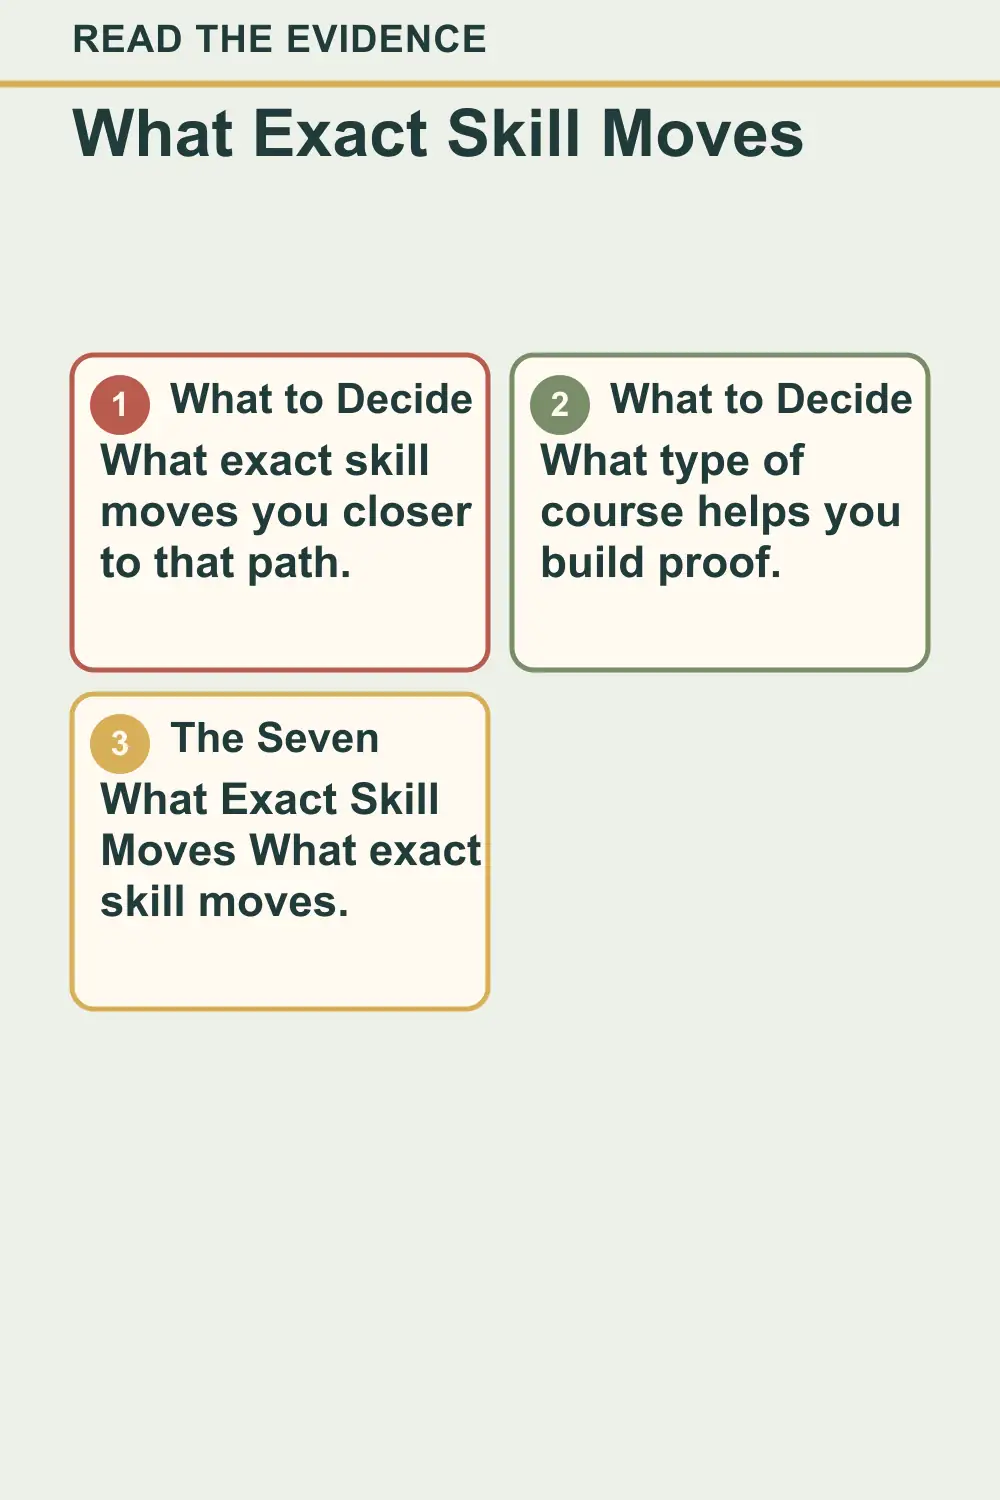 READ THE EVIDENCE
What Exact Skill Moves
1 What to Decide
What exact skill
moves you closer
to that path.
2 What to Decide
What type of
course helps you
build proof.
3 The Seven
What Exact Skill
Moves What exact
skill moves.